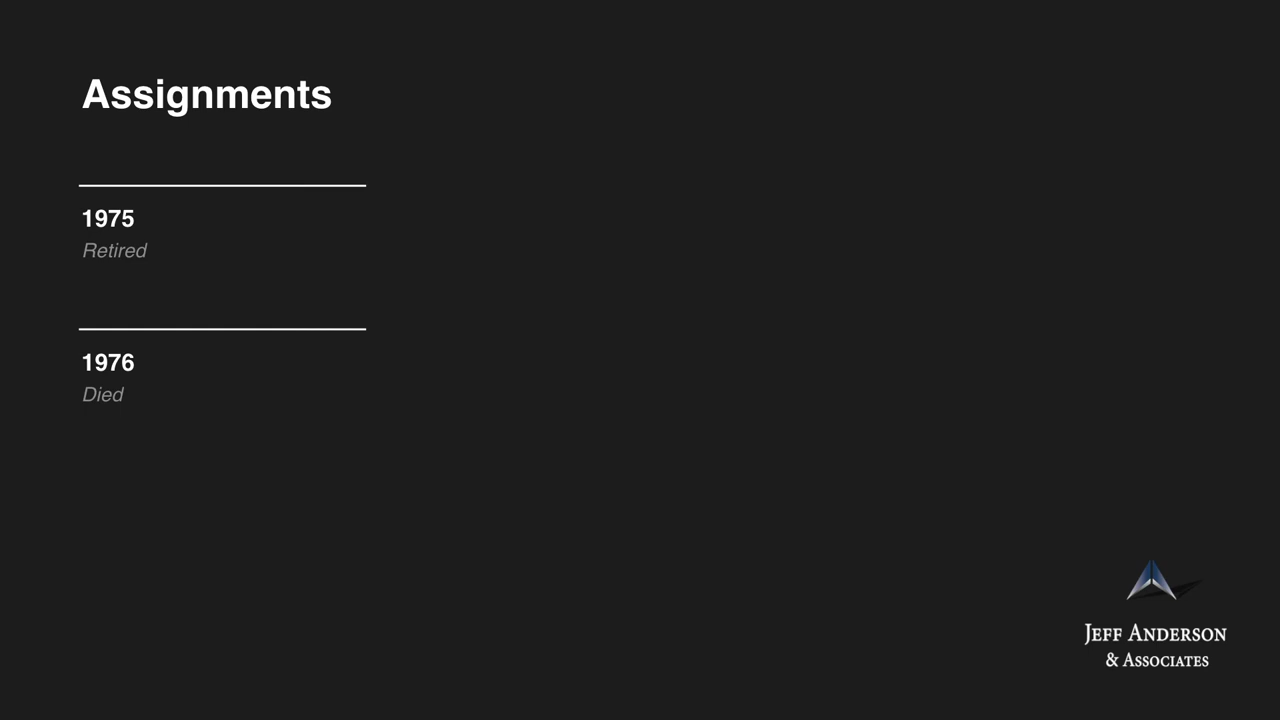 Assignments
1975
Retired
1976
Died
Jeff Anderson
& Associates